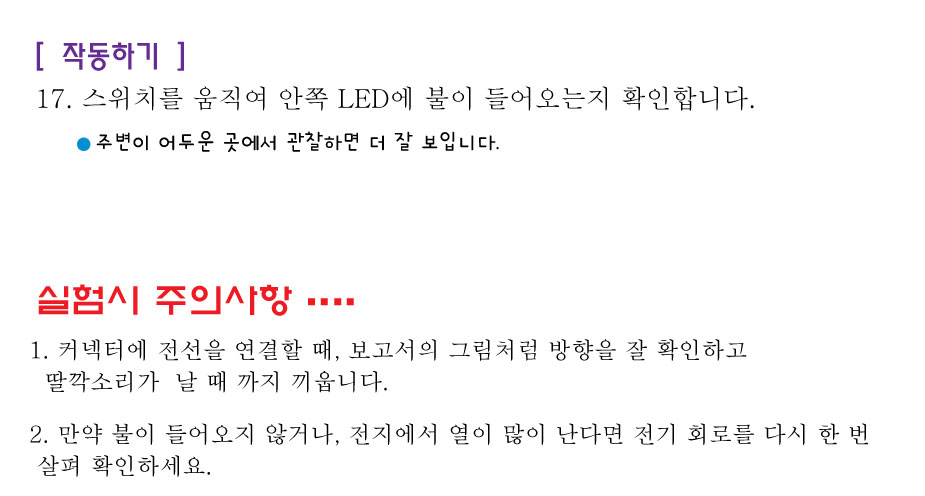 [ 작동하기 ]
17. 스위치를 움직여 안쪽 LED에 불이 들어오는지 확인합니다.
● 주변이 어두운 곳에서 관찰하면 더 잘 보입니다.
실험시 주의사항 ....
1. 커넥터에 전선을 연결할 때, 보고서의 그림처럼 방향을 잘 확인하고
딸깍소리가 날 때 까지 끼웁니다.
2. 만약 불이 들어오지 않거나, 전지에서 열이 많이 난다면 전기 회로를 다시 한 번
살펴 확인하세요.